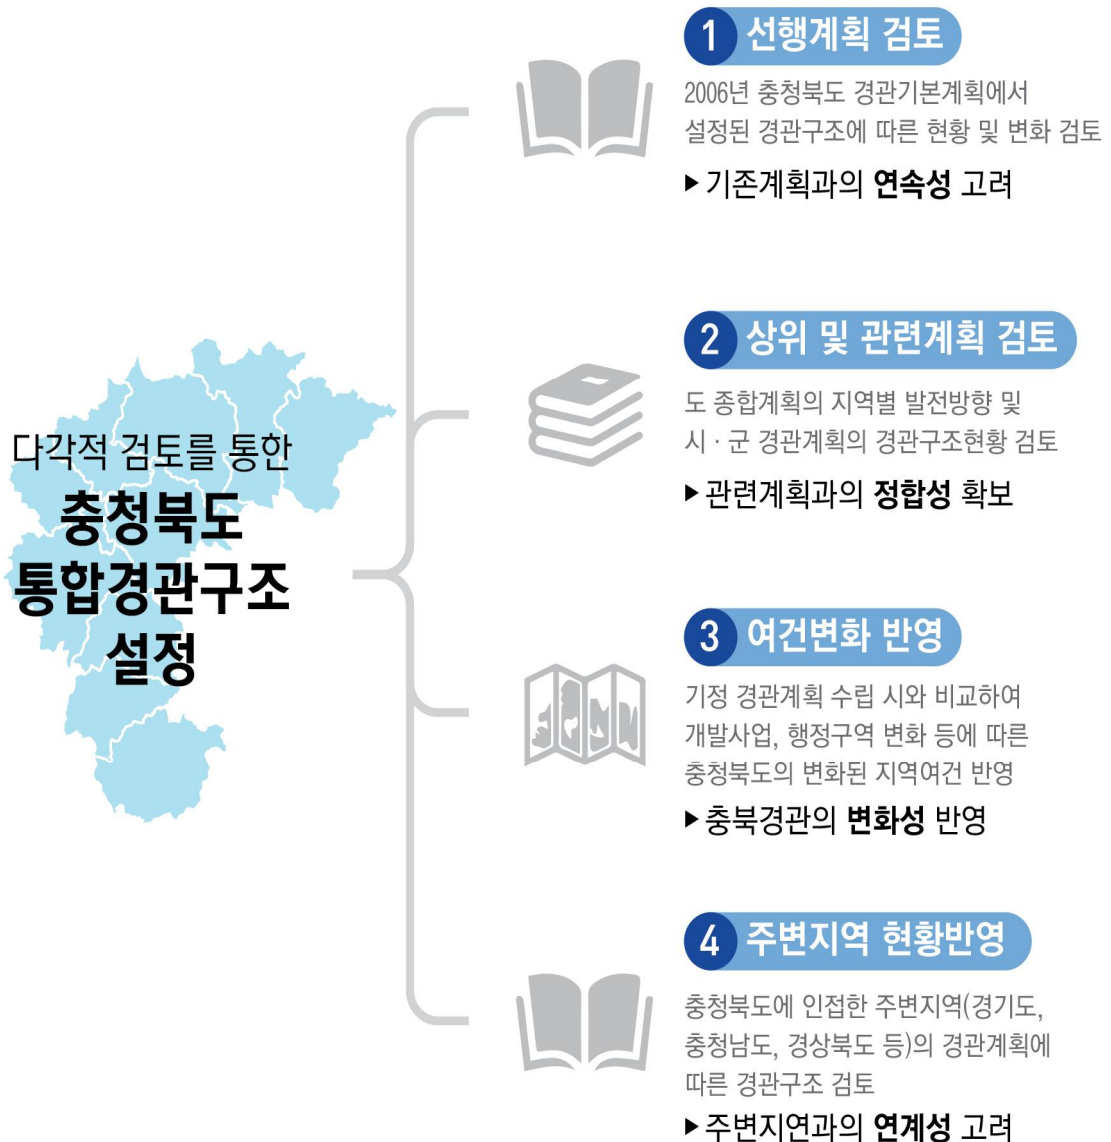 다각적 검토를 통한
충청북도
통합경관구조
설정
1 선행계획 검토
2006년 충청북도 경관기본계획에서
설정된 경관구조에 따른 현황 및 변화 검토
▶기존계획과의 연속성 고려
2 상위 및 관련계획 검토
도 종합계획의 지역별 발전방향 및
시 · 군 경관계획의 경관구조현황 검토
▶관련계획과의 정합성 확보
3 여건변화 반영
기정 경관계획 수립 시와 비교하여
개발사업, 행정구역 변화 등에 따른
충청북도의 변화된 지역여건 반영
▶충북경관의 변화성 반영
4 주변지역 현황반영
충청북도에 인접한 주변지역(경기도,
충청남도, 경상북도 등)의 경관계획에
따른 경관구조 검토
▶주변지연과의 연계성 고려